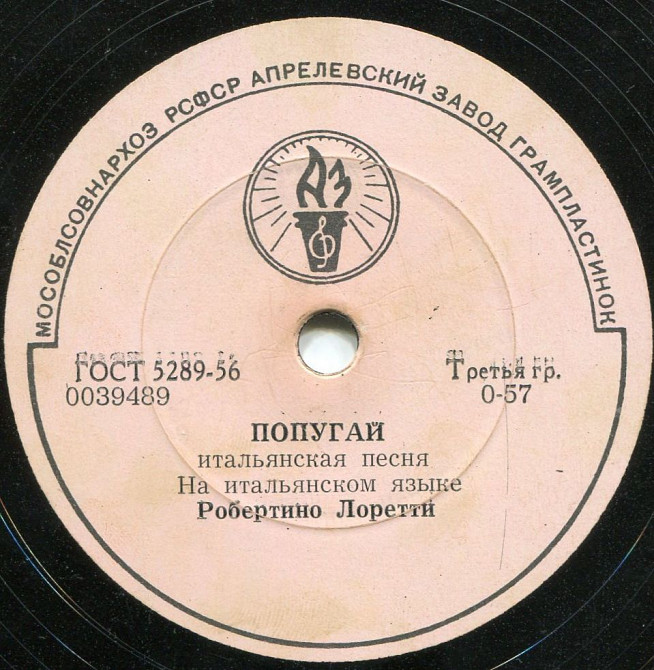 МОСОБЛСОВНАРХОЗ РСФСР АПРЕЛЕВСКИЙ ЗАВОД ГРАМПЛАСТИНОК
АЗ
ГОСТ 5289-56
0039489
Третья гр.
0-57
ПОПУГАЙ
итальянская песня
На итальянском языке
Робертино Лоретти